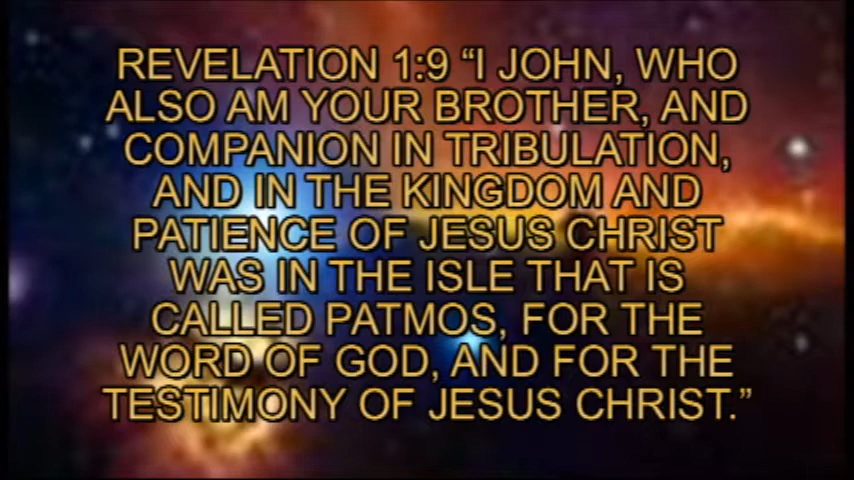 REVELATION 1:9 “I JOHN, WHO
ALSO AM YOUR BROTHER, AND
COMPANION IN TRIBULATION,
AND IN THE KINGDOM AND
PATIENCE OF JESUS CHRIST
WAS IN THE ISLE THAT IS
CALLED PATMOS, FOR THE
WORD OF GOD, AND FOR THE
TESTIMONY OF JESUS CHRIST.”